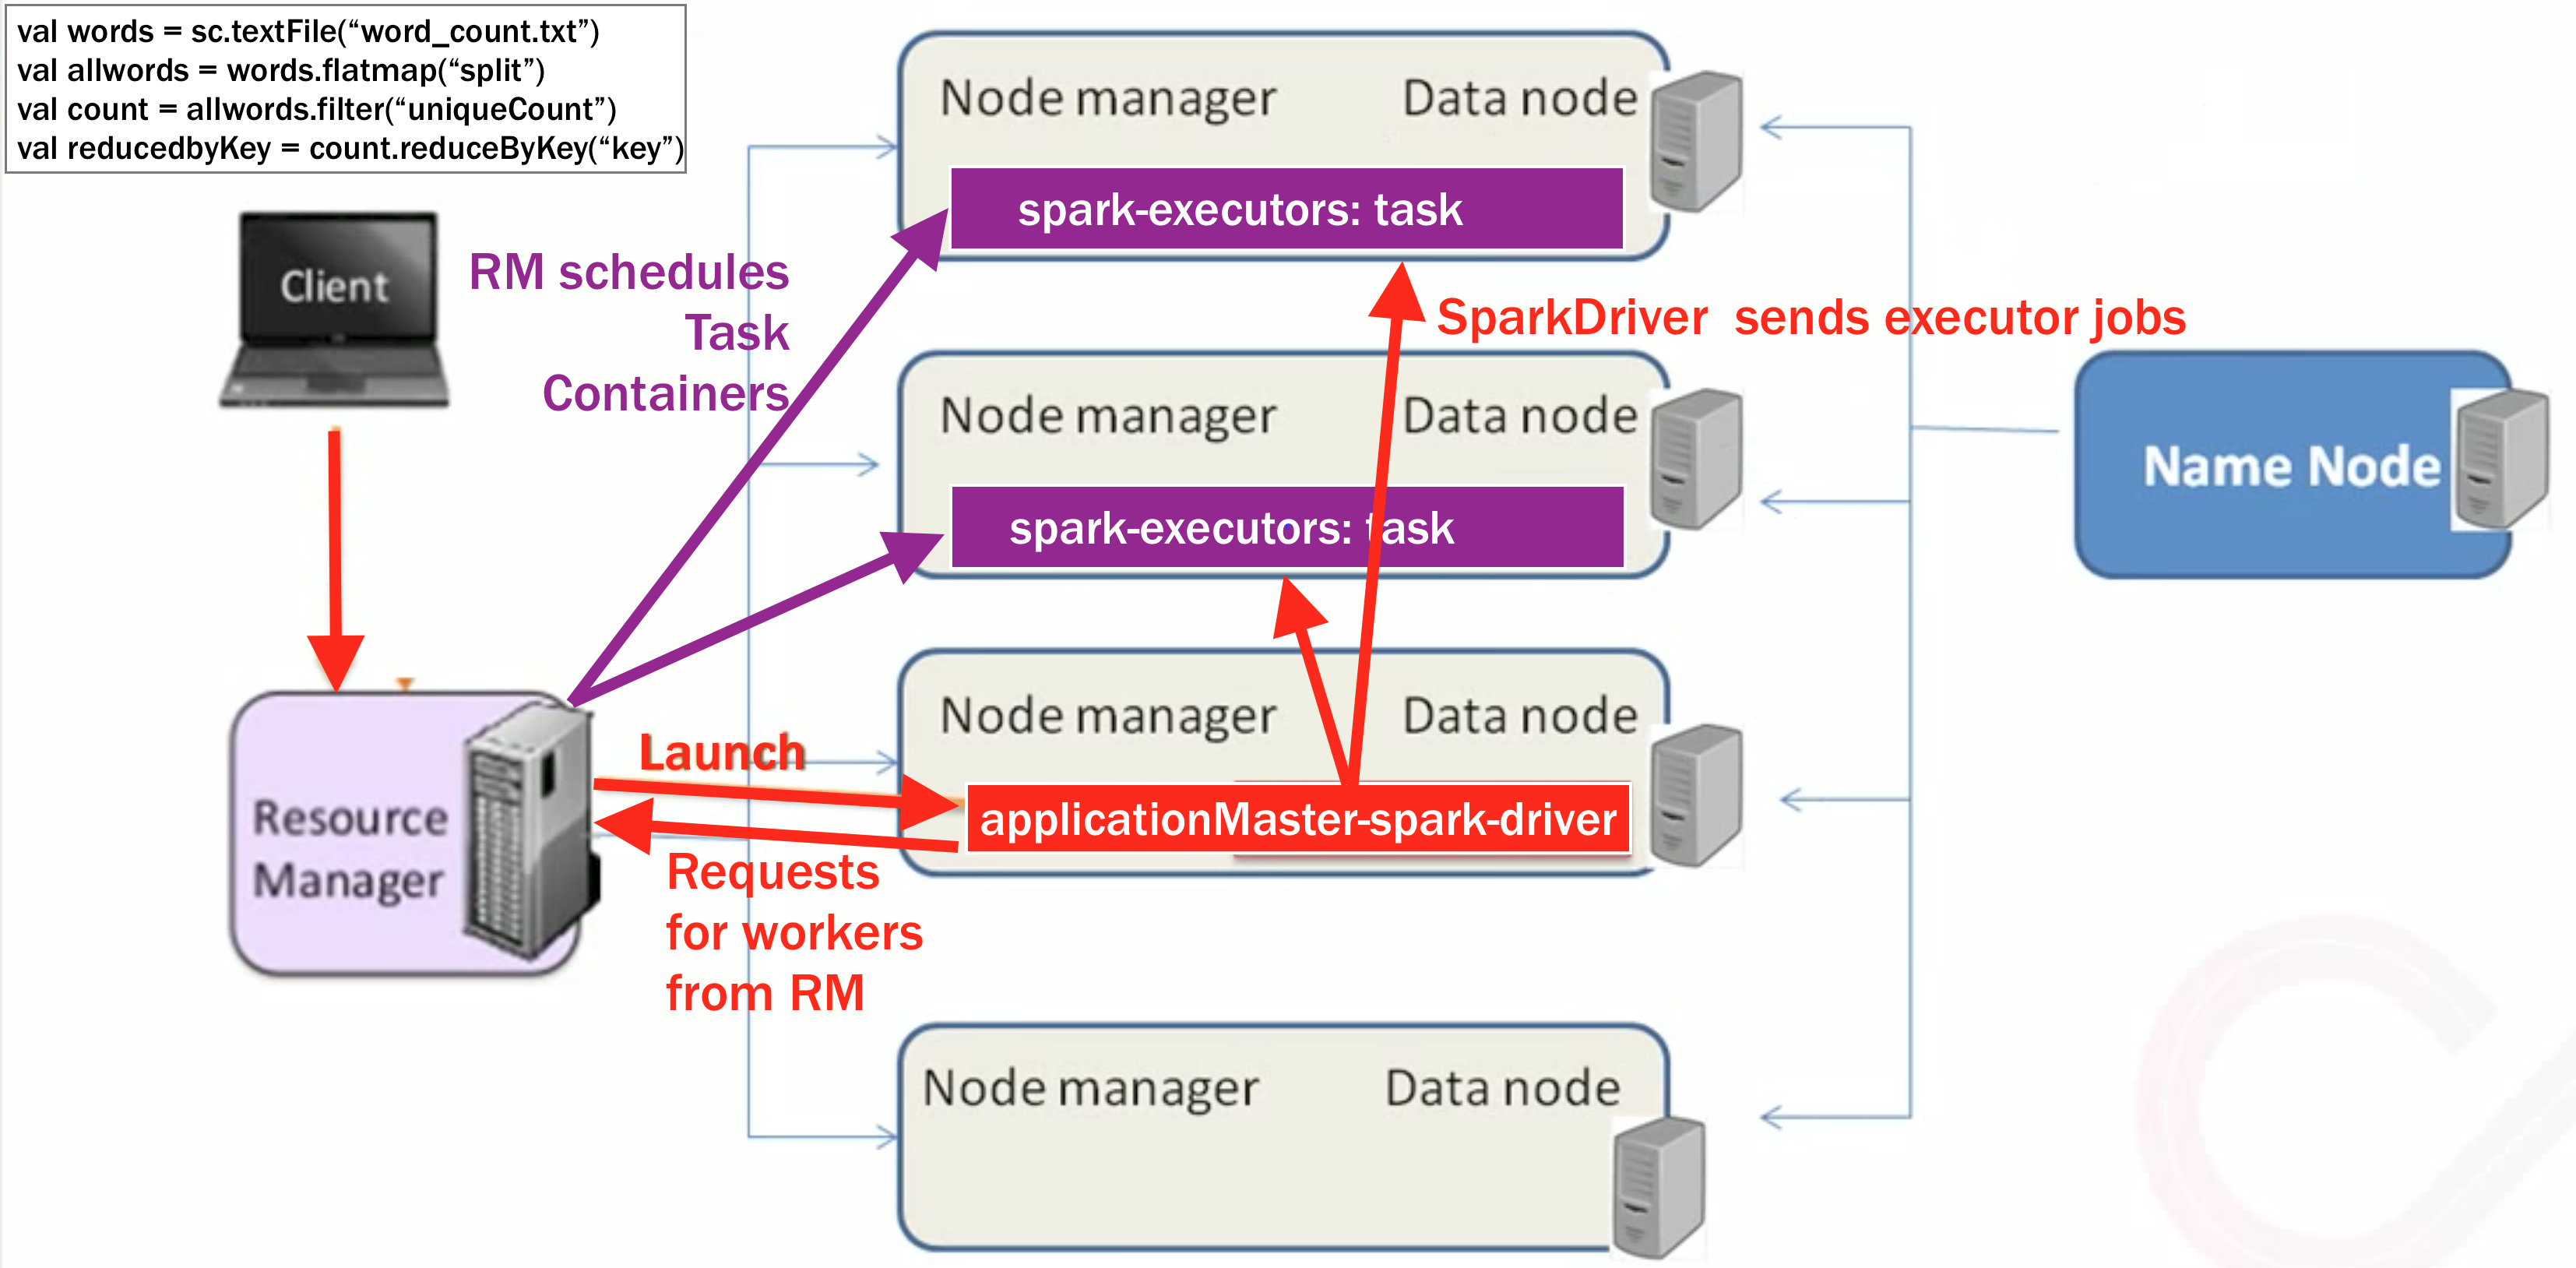 val words = sc.textFile(“word_count.txt”)
val allwords = words.flatmap(“split”)
val count = allwords.filter(“uniqueCount”)
val reducedbyKey = count.reduceByKey(“key”)
Client
RM schedules
Task
Containers
Node manager Data node
spark-executors: task
SparkDriver sends executor jobs
Node manager Data node
spark-executors: task
Name Node
Node manager Data node
applicationMaster-spark-driver
Launch
Resource
Manager
Requests
for workers
from RM
Node manager Data node